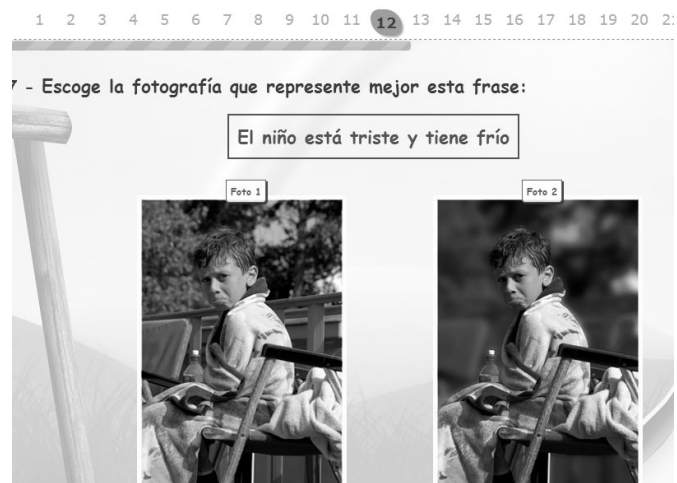 1 2 3 4 5 6 7 8 9 10 11 12 13 14 15 16 17 18 19 20
- Escoge la fotografía que represente mejor esta frase:
El niño está triste y tiene frío
Foto 1 Foto 2